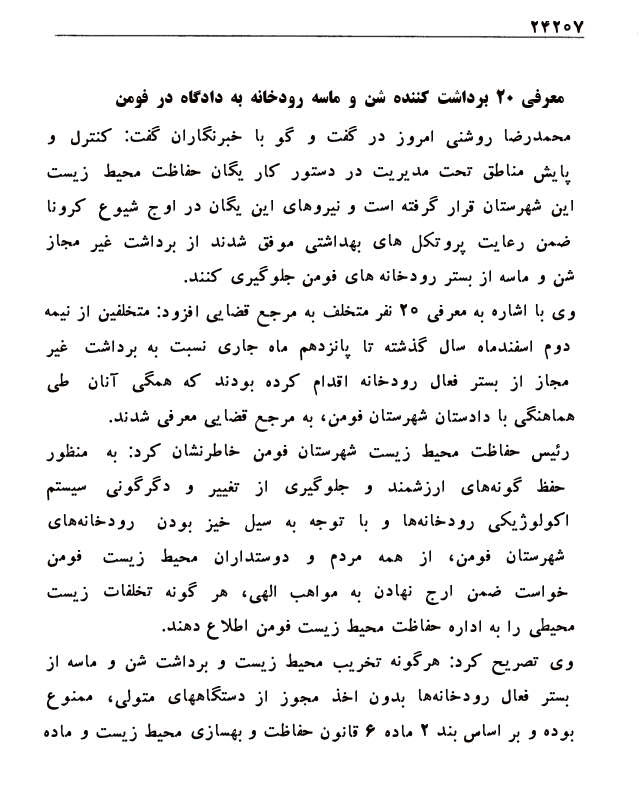 ۲۴۲۰۷
معرفی ۲۰ برداشت کننده شن و ماسه رودخانه به دادگاه در فومن
محمدرضا روشنی امروز در گفت و گو با خبرنگاران گفت: کنترل و
پایش مناطق تحت مدیریت در دستور کار یگان حفاظت محیط زیست
این شهرستان قرار گرفته است و نیروهای این یگان در اوج شیوع کرونا
ضمن رعایت پروتکل های بهداشتی موفق شدند از برداشت غیر مجاز
شن و ماسه از بستر رودخانه های فومن جلوگیری کنند.
وی با اشاره به معرفی ۲۰ نفر متخلف به مرجع قضایی افزود: متخلفین از نیمه
دوم اسفندماه سال گذشته تا پانزدهم ماه جاری نسبت به برداشت غیر
مجاز از بستر فعال رودخانه اقدام کرده بودند که همگی آنان طی
هماهنگی با دادستان شهرستان فومن، به مرجع قضایی معرفی شدند.
رئیس حفاظت محیط زیست شهرستان فومن خاطرنشان کرد: به منظور
حفظ گونه‌های ارزشمند و جلوگیری از تغییر و دگرگونی سیستم
اکولوژیکی رودخانه‌ها و با توجه به سیل خیز بودن رودخانه‌های
شهرستان فومن، از همه مردم و دوستداران محیط زیست فومن
خواست ضمن ارج نهادن به مواهب الهی، هر گونه تخلفات زیست
محیطی را به اداره حفاظت محیط زیست فومن اطلاع دهند.
وی تصریح کرد: هرگونه تخریب محیط زیست و برداشت شن و ماسه از
بستر فعال رودخانه‌ها بدون اخذ مجوز از دستگاههای متولی، ممنوع
بوده و بر اساس بند ۲ ماده ۶ قانون حفاظت و بهسازی محیط زیست و ماده